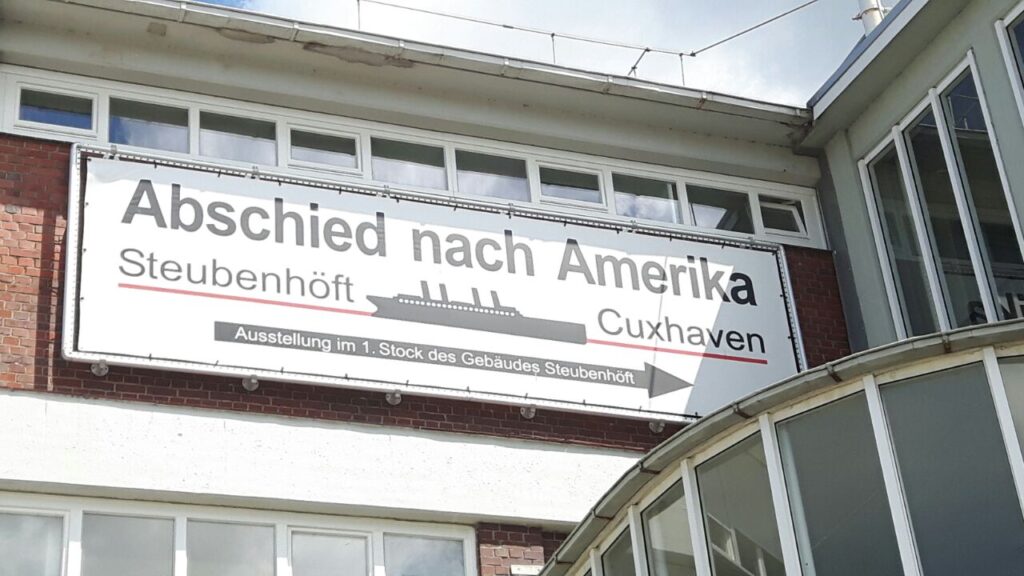 Abschied nach Amerika
Steubenhöft
Cuxhaven
Ausstellung im 1. Stock des Gebäudes Steubenhöft